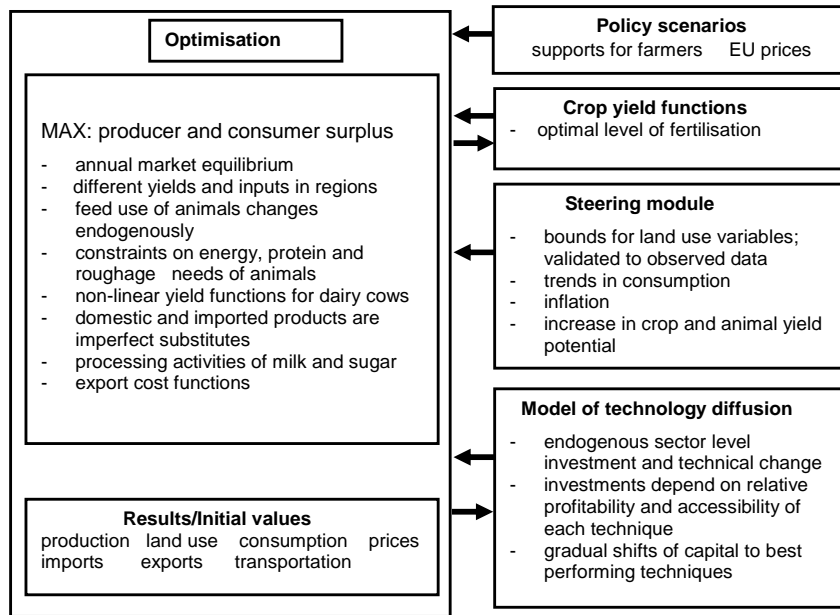 Optimisation
MAX: producer and consumer surplus
- annual market equilibrium
- different yields and inputs in regions
- feed use of animals changes
endogenously
- constraints on energy, protein and
roughage needs of animals
- non-linear yield functions for dairy cows
- domestic and imported products are
imperfect substitutes
- processing activities of milk and sugar
- export cost functions
Results/Initial values
production land use consumption prices
imports exports transportation
Policy scenarios
supports for farmers EU prices
Crop yield functions
- optimal level of fertilisation
Steering module
- bounds for land use variables;
validated to observed data
- trends in consumption
- inflation
- increase in crop and animal yield
potential
Model of technology diffusion
- endogenous sector level
investment and technical change
- investments depend on relative
profitability and accessibility of
each technique
- gradual shifts of capital to best
performing techniques